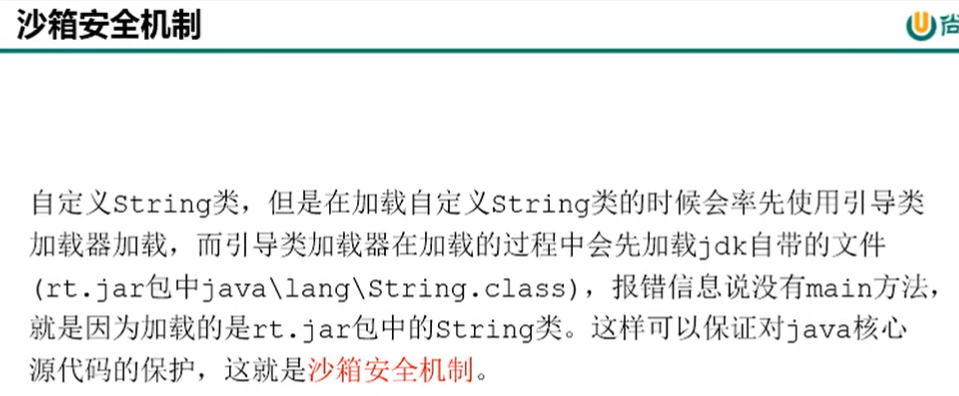 沙箱安全机制
尚
自定义String类，但是在加载自定义String类的时候会率先使用引导类
加载器加载，而引导类加载器在加载的过程中会先加载jdk自带的文件
(rt.jar包中java\lang\String.class)，报错信息说没有main方法，
就是因为加载的是rt.jar包中的String类。这样可以保证对java核心
源代码的保护，这就是沙箱安全机制。